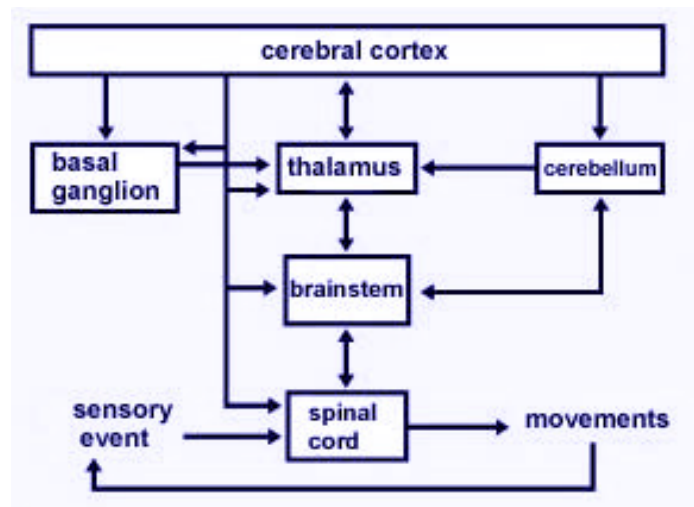 cerebral cortex
basal
ganglion
thalamus
cerebellum
brainstem
sensory
event
spinal
cord
movements